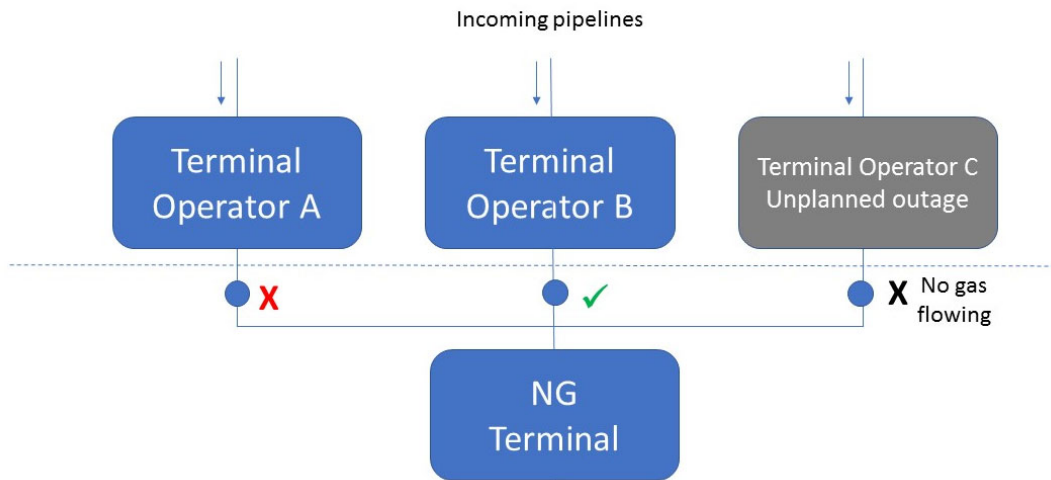 Incoming pipelines
Terminal
Operator A
Terminal
Operator B
Terminal Operator C
Unplanned outage
X
✓
X
No gas
flowing
NG
Terminal